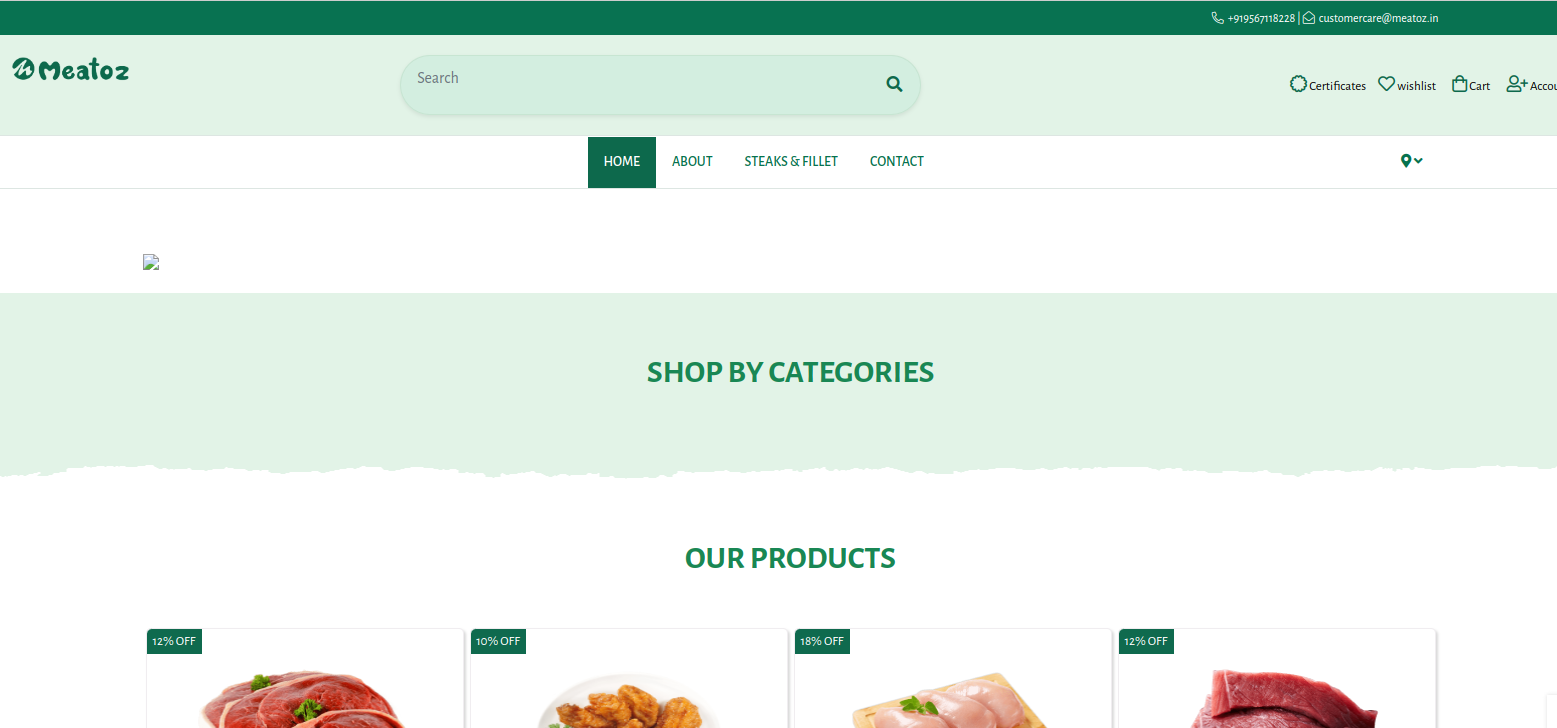 +919567118228 | customercare@meatoz.in
Meatoz
Search
Certificates wishlist Cart Accou
HOME ABOUT STEAKS & FILLET CONTACT
SHOP BY CATEGORIES
OUR PRODUCTS
12% OFF 10% OFF 18% OFF 12% OFF